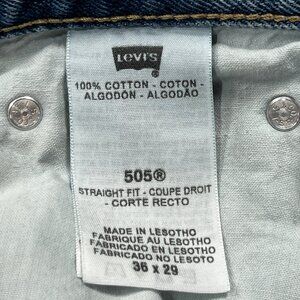 Levi's
100% COTTON - COTON -
ALGODÓN - ALGODÃO
505®
STRAIGHT FIT - COUPE DROIT
- CORTE RECTO
MADE IN LESOTHO
FABRIQUE AU LESOTHO
FABRICADO EN LESOTHO
FABRICADO NO LESOTO
36 X 29